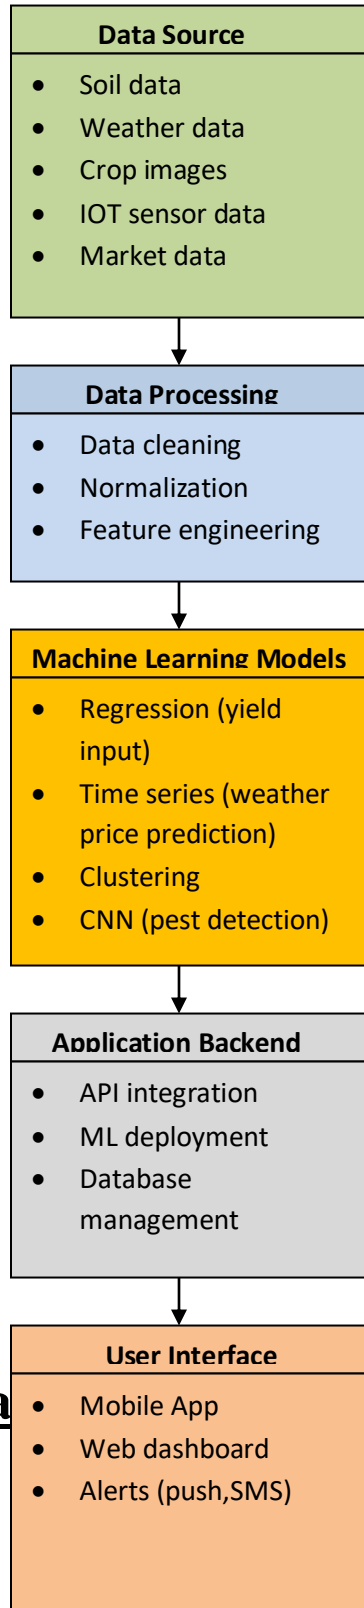 Data Source
• Soil data
• Weather data
• Crop images
• IOT sensor data
• Market data
Data Processing
• Data cleaning
• Normalization
• Feature engineering
Machine Learning Models
• Regression (yield
input)
• Time series (weather
price prediction)
• Clustering
• CNN (pest detection)
Application Backend
• API integration
• ML deployment
• Database
management
User Interface
• Mobile App
• Web dashboard
• Alerts (push,SMS)